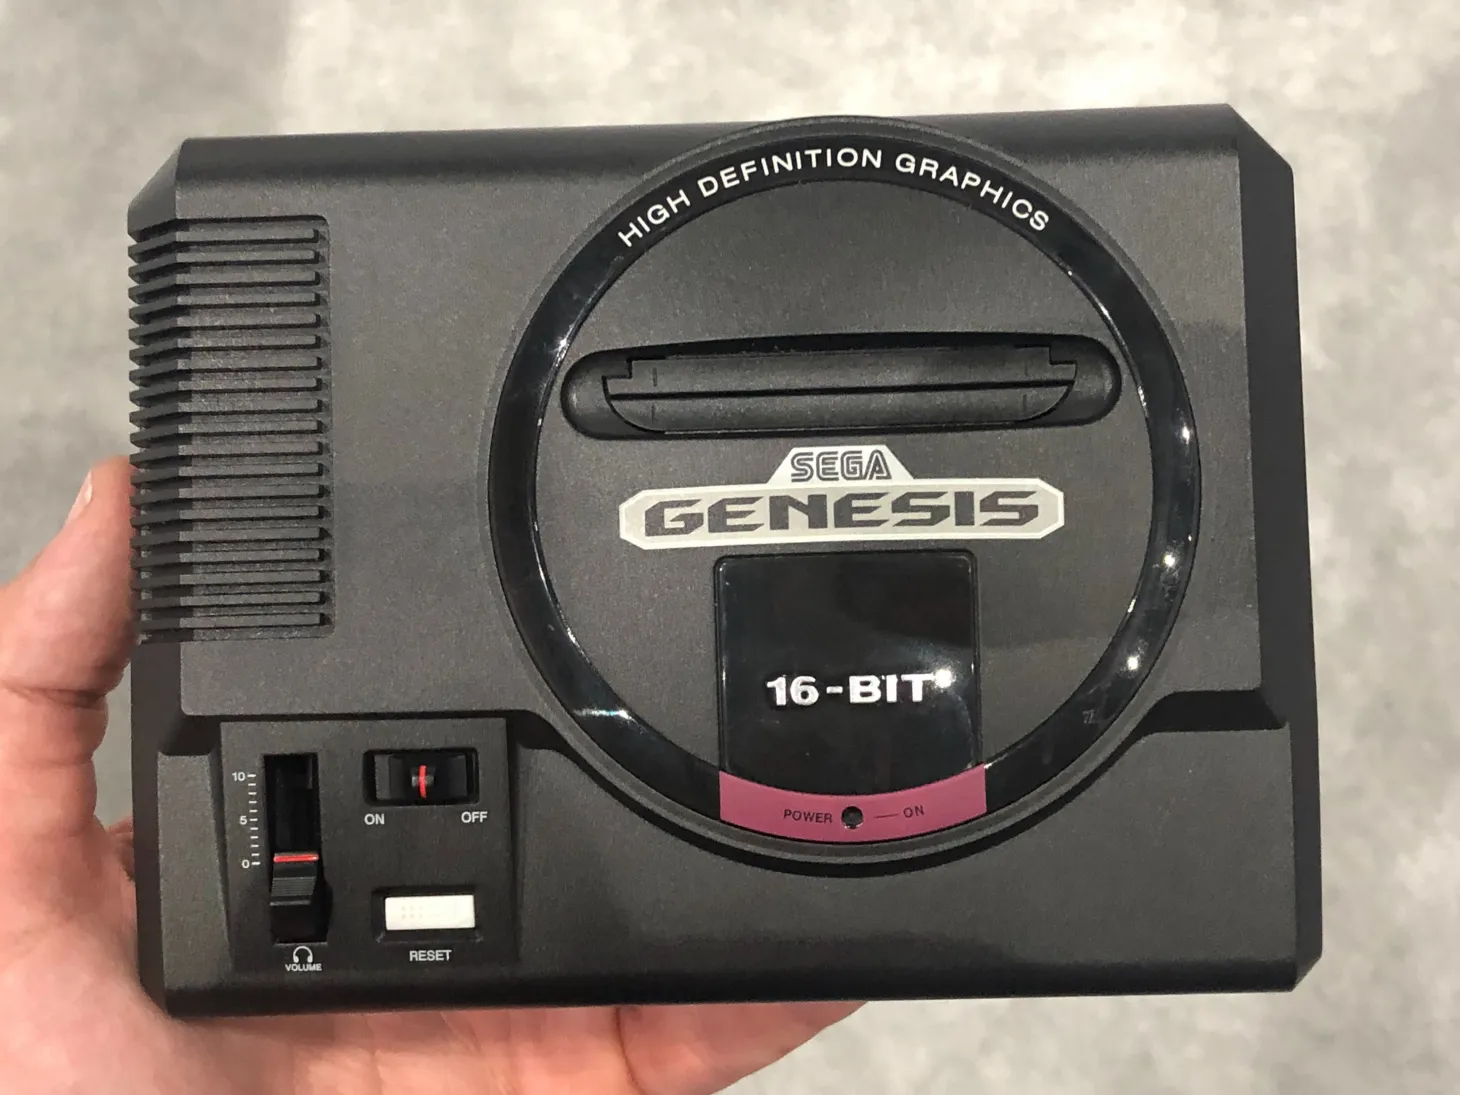 HIGH DEFINITION GRAPHICS
SEGA
GENESIS
16-BIT
POWER ON
10
5
0
ON OFF
VOLUME
RESET